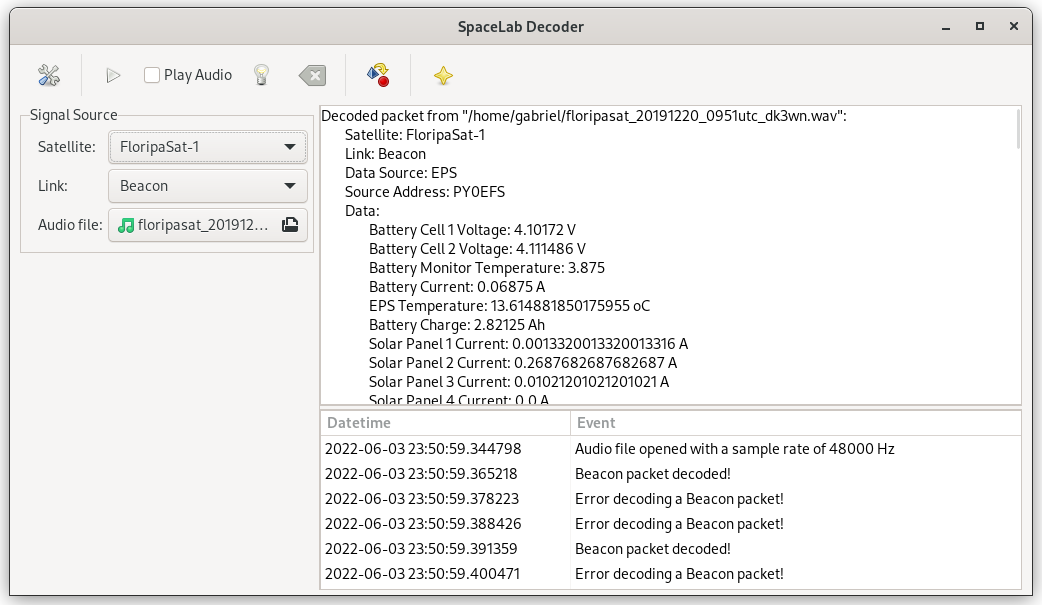 SpaceLab Decoder
Play Audio
Signal Source
Satellite: FloripaSat-1
Link: Beacon
Audio file: floripasat_201912...
Decoded packet from "/home/gabriel/floripasat_20191220_0951utc_dk3wn.wav":
Satellite: FloripaSat-1
Link: Beacon
Data Source: EPS
Source Address: PY0EFS
Data:
Battery Cell 1 Voltage: 4.10172 V
Battery Cell 2 Voltage: 4.111486 V
Battery Monitor Temperature: 3.875
Battery Current: 0.06875 A
EPS Temperature: 13.614881850175955 oC
Battery Charge: 2.82125 Ah
Solar Panel 1 Current: 0.0013320013320013316 A
Solar Panel 2 Current: 0.2687682687682687 A
Solar Panel 3 Current: 0.01021201021201021 A
Solar Panel 4 Current: 0.0 A
Datetime Event
2022-06-03 23:50:59.344798 Audio file opened with a sample rate of 48000 Hz
2022-06-03 23:50:59.365218 Beacon packet decoded!
2022-06-03 23:50:59.378223 Error decoding a Beacon packet!
2022-06-03 23:50:59.388426 Error decoding a Beacon packet!
2022-06-03 23:50:59.391359 Beacon packet decoded!
2022-06-03 23:50:59.400471 Error decoding a Beacon packet!